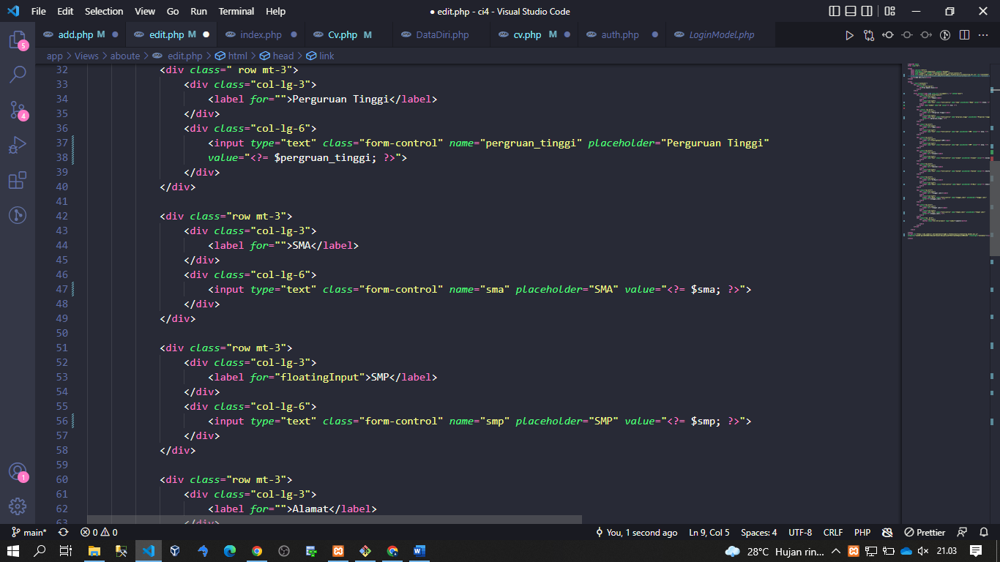 File Edit Selection View Go Run Terminal Help
● edit.php - ci4 - Visual Studio Code
add.php M edit.php M index.php Cv.php M DataDiri.php cv.php M auth.php LoginModel.php
app > Views > aboute > edit.php > html > head > link
32 <div class=" row mt-3">
33 <div class="col-lg-3">
34 <label for="">Perguruan Tinggi</label>
35 </div>
36 <div class="col-lg-6">
37 <input type="text" class="form-control" name="pergruan_tinggi" placeholder="Perguruan Tinggi"
38 value="<?= $pergruan_tinggi; ?>">
39 </div>
40 </div>
41
42 <div class="row mt-3">
43 <div class="col-lg-3">
44 <label for="">SMA</label>
45 </div>
46 <div class="col-lg-6">
47 <input type="text" class="form-control" name="sma" placeholder="SMA" value="<?= $sma; ?>">
48 </div>
49 </div>
50
51 <div class="row mt-3">
52 <div class="col-lg-3">
53 <label for="floatingInput">SMP</label>
54 </div>
55 <div class="col-lg-6">
56 <input type="text" class="form-control" name="smp" placeholder="SMP" value="<?= $smp; ?>">
57 </div>
58 </div>
59
60 <div class="row mt-3">
61 <div class="col-lg-3">
62 <label for="">Alamat</label>
63 </div>
5
4
1
main* 0 0 You, 1 second ago Ln 9, Col 5 Spaces: 4 UTF-8 CRLF PHP Prettier
28°C Hujan rin... 21.03